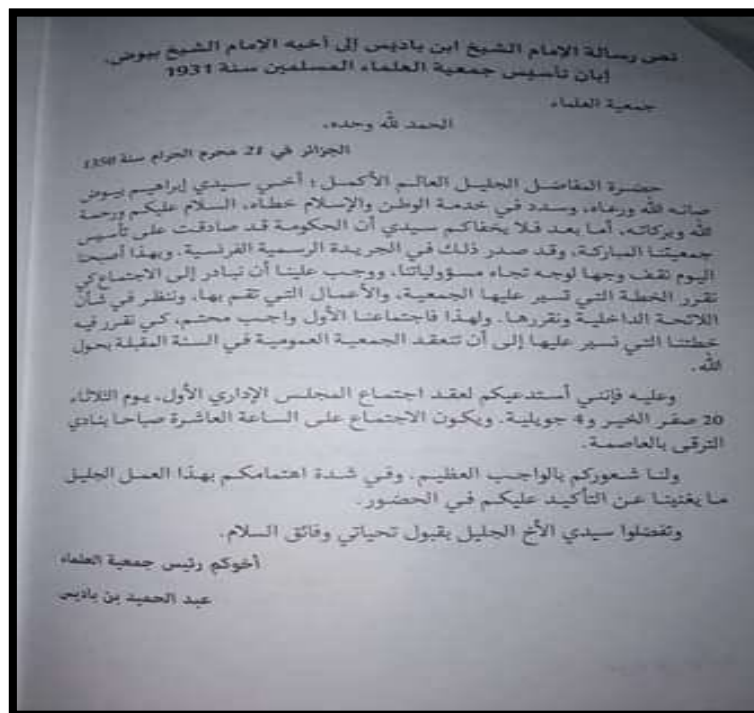 نص رسالة الإمام الشيخ ابن باديس إلى أخيه الإمام الشيخ بيوض،
إبان تأسيس جمعية العلماء المسلمين سنة 1931
جمعية العلماء
الحمد لله وحده،
الجزائر في 21 محرم الحرام سنة 1350
حضرة المفاضل الجليل العالم الأكمل ؛ أخي سيدي إبراهيم بيوض
صانه الله ورعاه، وسدد في خدمة الوطن والإسلام خطاه، السلام عليكم ورحمة
الله وبركاته. أما بعد فلا يخفاكم سيدي أن الحكومة قد صادقت على تأسيس
جمعيتنا المباركة، وقد صدر ذلك في الجريدة الرسمية الفرنسية. وبهذا أصبحنا
اليوم نقف وجها لوجه تجاه مسؤولياتنا، ووجب علينا أن نبادر إلى الاجتماع كي
نقرر الخطة التي تسير عليها الجمعية، والأعمال التي تقم بها، وننظر في شأن
اللائحة الداخلية ونقررها. ولهذا فاجتماعنا الأول واجب محتم، كي نقرر فيه
خطتنا التي نسير عليها إلى أن تنعقد الجمعية العمومية في السنة المقبلة بحول
الله.
وعليه فإنني أستدعيكم لعقد اجتماع المجلس الإداري الأول، يوم الثلاثاء
20 صفر الخير و4 جويلية. ويكون الاجتماع على الساعة العاشرة صباحا بنادي
الترقى بالعاصمة.
ولنا شعوركم بالواجب العظيم. وفي شدة اهتمامكم بهذا العمل الجليل
ما يغنينا عن التأكيد عليكم في الحضور.
وتفضلوا سيدي الأخ الجليل بقبول تحياتي وفائق السلام.
أخوكم رئيس جمعية العلماء
عبد الحميد بن باديس